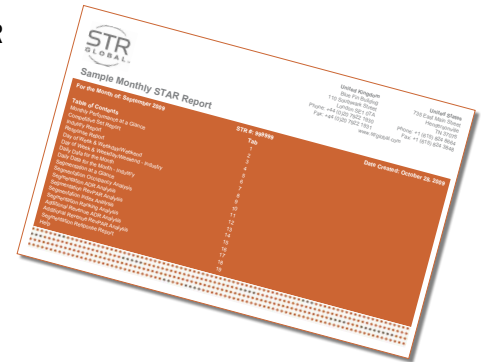 R
STR
GLOBAL
Sample Monthly STAR Report
United Kingdom
Blue Fin Building
110 Southwark Street
London SE1 0TA
Phone: +44 (0)20 7922 1930
Fax: +44 (0)20 7922 1931
www.strglobal.com
United States
735 East Main Street
Hendersonville
TN 37075
Phone: +1 (615) 824 8664
Fax: +1 (615) 824 3848
For the Month of: September 2009
STR #: 999999
Date Created: October 26, 2009
Table of Contents
Tab
Monthly Performance at a Glance 1
Competitive Set Report 2
Industry Report 3
Response Report 4
Day of Week & Weekday/Weekend 5
Day of Week & Weekday/Weekend - Industry 6
Daily Data for the Month 7
Daily Data for the Month - Industry 8
Segmentation at a Glance 9
Segmentation Occupancy Analysis 10
Segmentation ADR Analysis 11
Segmentation RevPAR Analysis 12
Segmentation Index Analysis 13
Segmentation Ranking Analysis 14
Additional Revenue ADR Analysis 15
Additional Revenue RevPAR Analysis 16
Segmentation Response Report 17
Help 18
19